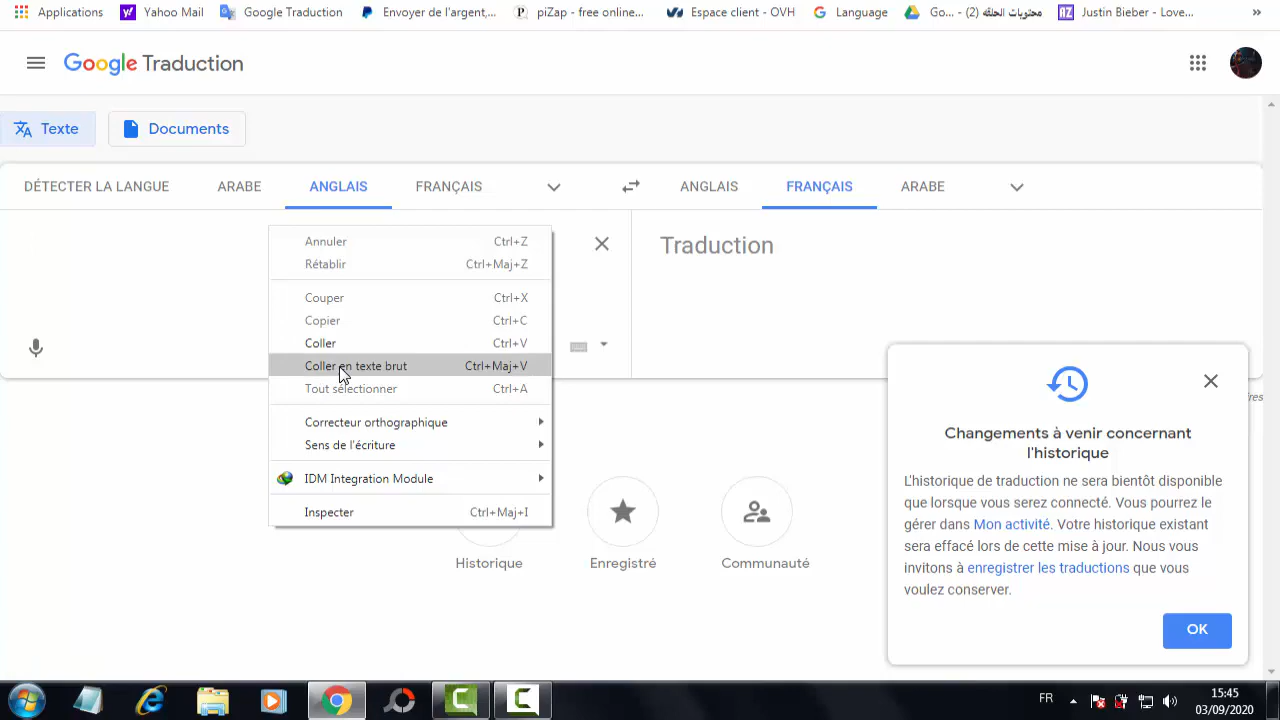 Applications Yahoo Mail Google Traduction Envoyer de l'argent,... piZap - free online... Espace client - OVH Language Go... - (2) محتويات الحلقة Justin Bieber - Love... »
Google Traduction
Texte Documents
DÉTECTER LA LANGUE ARABE ANGLAIS FRANÇAIS ANGLAIS FRANÇAIS ARABE
Traduction
Annuler Ctrl+Z
Rétablir Ctrl+Maj+Z
Couper Ctrl+X
Copier Ctrl+C
Coller Ctrl+V
Coller en texte brut Ctrl+Maj+V
Tout sélectionner Ctrl+A
Correcteur orthographique
Sens de l'écriture
IDM Integration Module
Inspecter Ctrl+Maj+I
Historique Enregistré Communauté
Changements à venir concernant
l'historique
L'historique de traduction ne sera bientôt disponible
que lorsque vous serez connecté. Vous pourrez le
gérer dans Mon activité. Votre historique existant
sera effacé lors de cette mise à jour. Nous vous
invitons à enregistrer les traductions que vous
voulez conserver.
OK
FR 15:45
03/09/2020